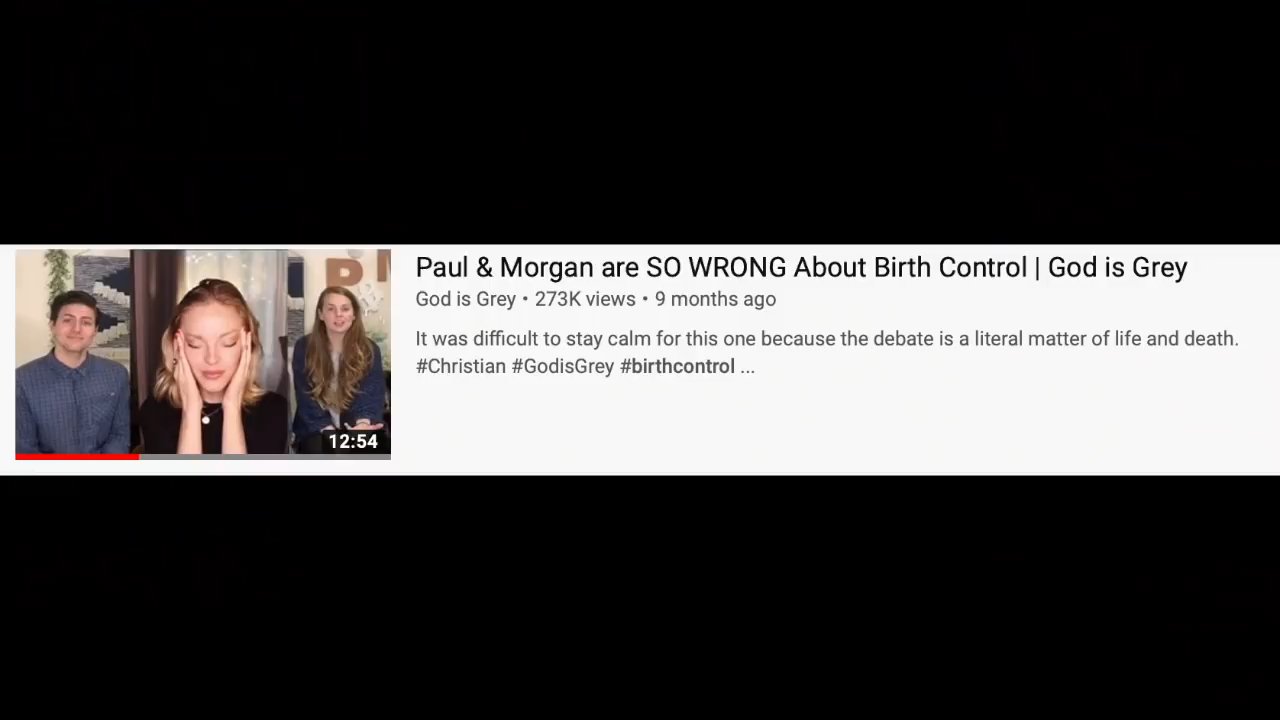 Paul & Morgan are SO WRONG About Birth Control | God is Grey
God is Grey • 273K views • 9 months ago
It was difficult to stay calm for this one because the debate is a literal matter of life and death.
#Christian #GodisGrey #birthcontrol ...
12:54
B